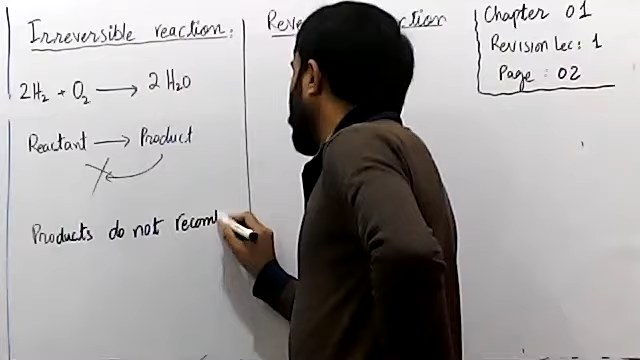 Irreversible reaction:
2H₂ + O₂ ⟶ 2H₂O
Reactant ⟶ Product
Products do not recom
Chapter 01
Revision Lec: 1
Page : 02